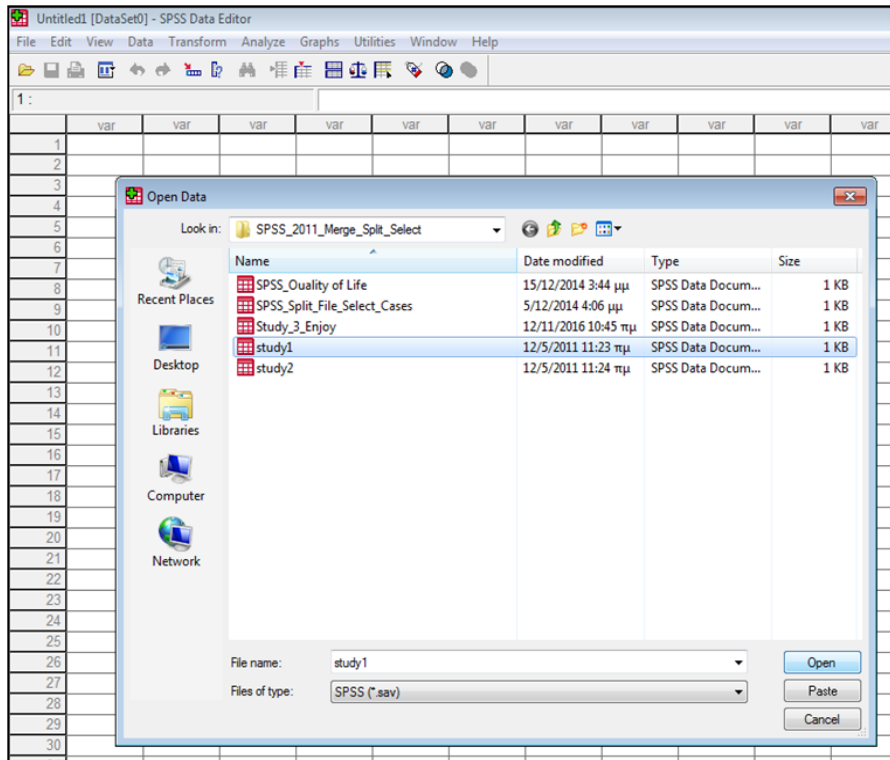 Untitled1 [DataSet0] - SPSS Data Editor
File Edit View Data Transform Analyze Graphs Utilities Window Help
1 :
var var var var var var var var var var var
1
2
3
Open Data
4
Look in: SPSS_2011_Merge_Split_Select
5
6
Name Date modified Type Size
7
SPSS_Ouality of Life 15/12/2014 3:44 μμ SPSS Data Docum... 1 KB
8
Recent Places
SPSS_Split_File_Select_Cases 5/12/2014 4:06 μμ SPSS Data Docum... 1 KB
9
Study_3_Enjoy 12/11/2016 10:45 πμ SPSS Data Docum... 1 KB
10
study1 12/5/2011 11:23 πμ SPSS Data Docum... 1 KB
11
Desktop
study2 12/5/2011 11:24 πμ SPSS Data Docum... 1 KB
12
13
14
Libraries
15
16
17
Computer
18
19
20
Network
21
22
23
24
25
File name: study1 Open
26
Files of type: SPSS (*.sav) Paste
27
28
Cancel
29
30